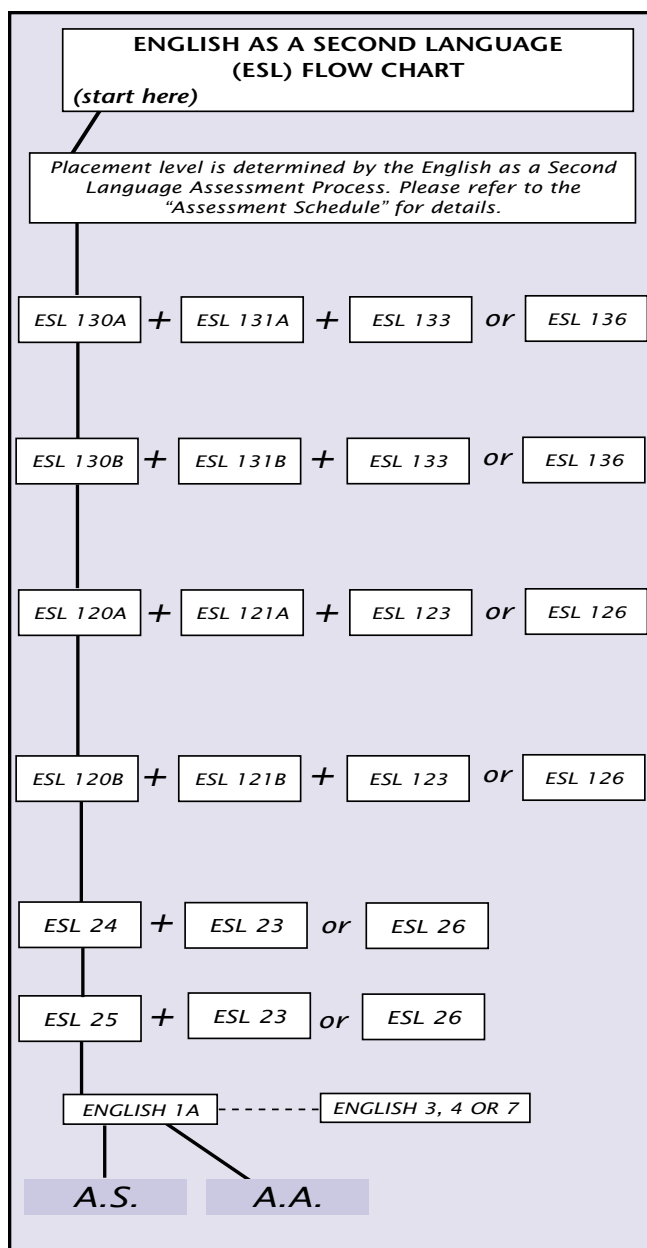 ENGLISH AS A SECOND LANGUAGE
(ESL) FLOW CHART
(start here)
Placement level is determined by the English as a Second
Language Assessment Process. Please refer to the
“Assessment Schedule” for details.
ESL 130A + ESL 131A + ESL 133 or ESL 136
ESL 130B + ESL 131B + ESL 133 or ESL 136
ESL 120A + ESL 121A + ESL 123 or ESL 126
ESL 120B + ESL 121B + ESL 123 or ESL 126
ESL 24 + ESL 23 or ESL 26
ESL 25 + ESL 23 or ESL 26
ENGLISH 1A ENGLISH 3, 4 OR 7
A.S. A.A.